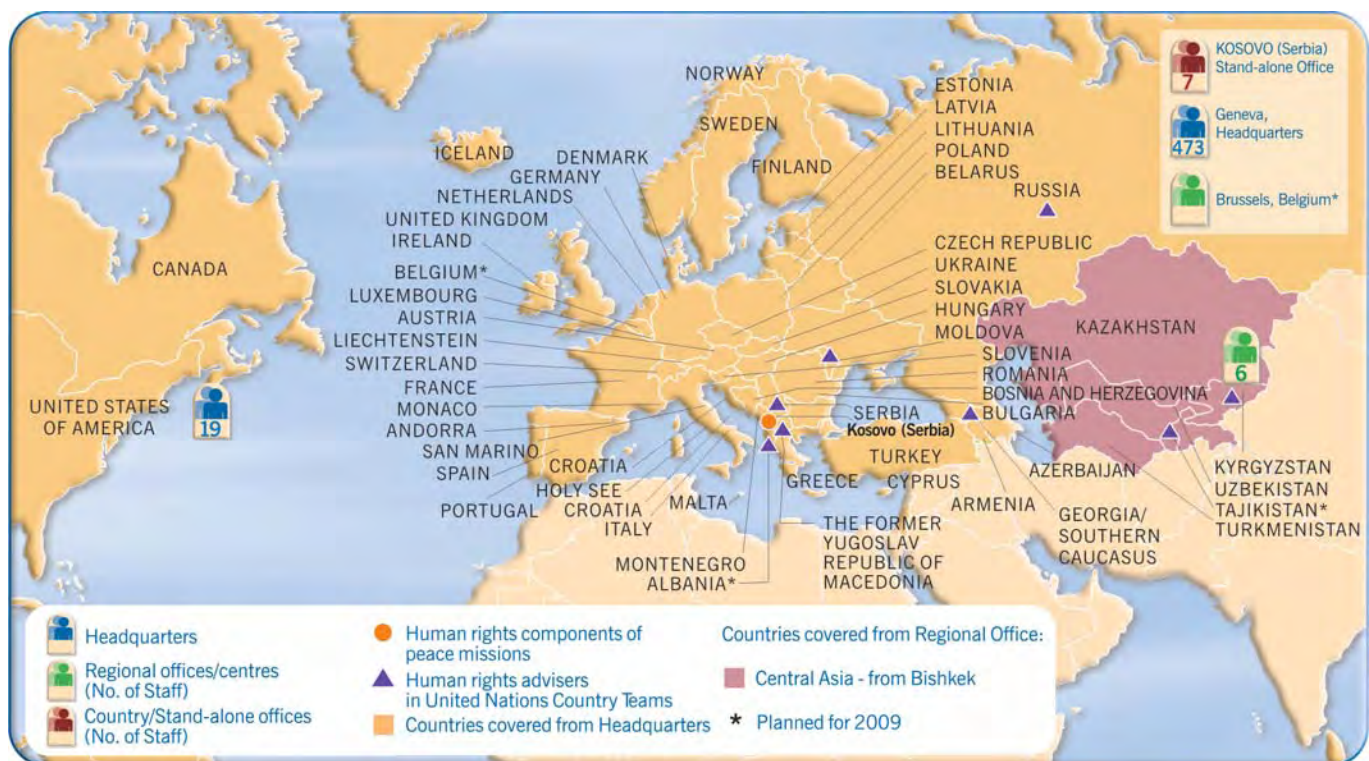 KOSOVO (Serbia)
Stand-alone Office
7
Geneva,
Headquarters
473
Brussels, Belgium*
NORWAY
SWEDEN
FINLAND
ICELAND
DENMARK
GERMANY
NETHERLANDS
UNITED KINGDOM
IRELAND
BELGIUM*
LUXEMBOURG
AUSTRIA
LIECHTENSTEIN
SWITZERLAND
FRANCE
MONACO
ANDORRA
SAN MARINO
SPAIN
PORTUGAL
CANADA
UNITED STATES
OF AMERICA
19
ESTONIA
LATVIA
LITHUANIA
POLAND
BELARUS
RUSSIA
CZECH REPUBLIC
UKRAINE
SLOVAKIA
HUNGARY
MOLDOVA
SLOVENIA
ROMANIA
BOSNIA AND HERZEGOVINA
BULGARIA
SERBIA
Kosovo (Serbia)
TURKEY
CYPRUS
GREECE
CROATIA
HOLY SEE
CROATIA
ITALY
MALTA
MONTENEGRO
ALBANIA*
THE FORMER
YUGOSLAV
REPUBLIC OF
MACEDONIA
ARMENIA
AZERBAIJAN
GEORGIA/
SOUTHERN
CAUCASUS
KAZAKHSTAN
6
KYRGYZSTAN
UZBEKISTAN
TAJIKISTAN*
TURKMENISTAN
Headquarters
Regional offices/centres
(No. of Staff)
Country/Stand-alone offices
(No. of Staff)
Human rights components of
peace missions
Human rights advisers
in United Nations Country Teams
Countries covered from Headquarters
Countries covered from Regional Office:
Central Asia - from Bishkek
* Planned for 2009